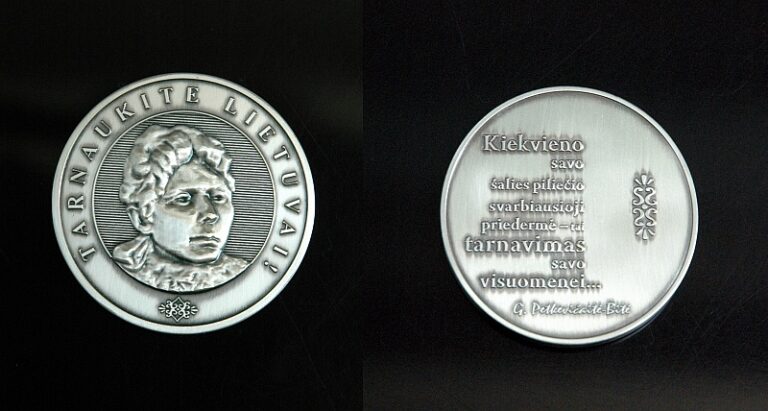 TARNAUKITE LIETUVAI!
Kiekvieno
savo
šalies piliečio
svarbiausioji
priedermė – tai
tarnavimas
savo
visuomenei...
G. Petkevičaitė-Bitė